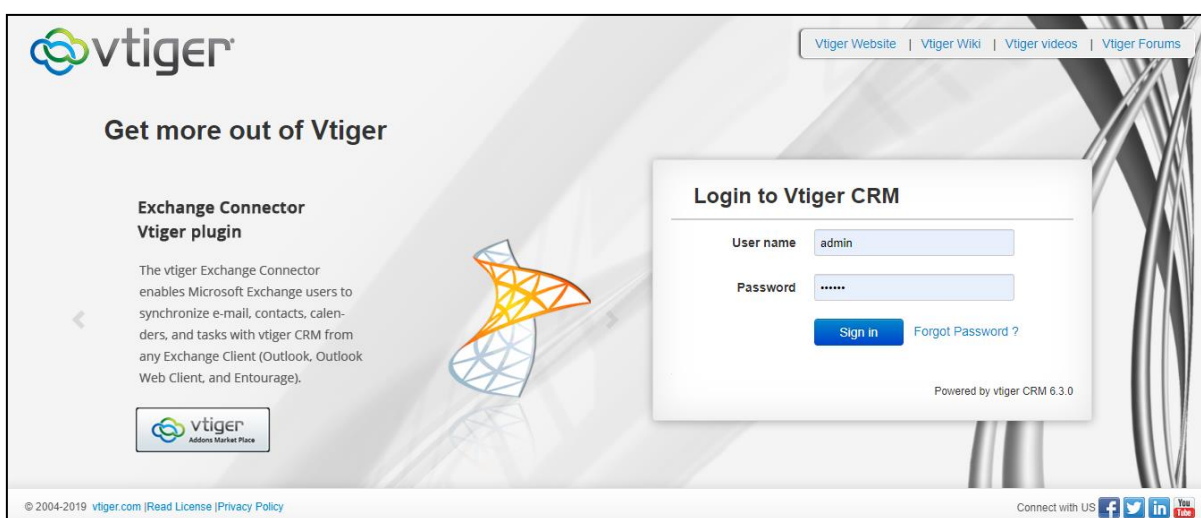 vtiger
Vtiger Website | Vtiger Wiki | Vtiger videos | Vtiger Forums
Get more out of Vtiger
Exchange Connector
Vtiger plugin
The vtiger Exchange Connector
enables Microsoft Exchange users to
synchronize e-mail, contacts, calen-
ders, and tasks with vtiger CRM from
any Exchange Client (Outlook, Outlook
Web Client, and Entourage).
vtiger
Addons Market Place
Login to Vtiger CRM
User name admin
Password ••••••
Sign in Forgot Password ?
Powered by vtiger CRM 6.3.0
© 2004-2019 vtiger.com |Read License |Privacy Policy
Connect with US f in You Tube